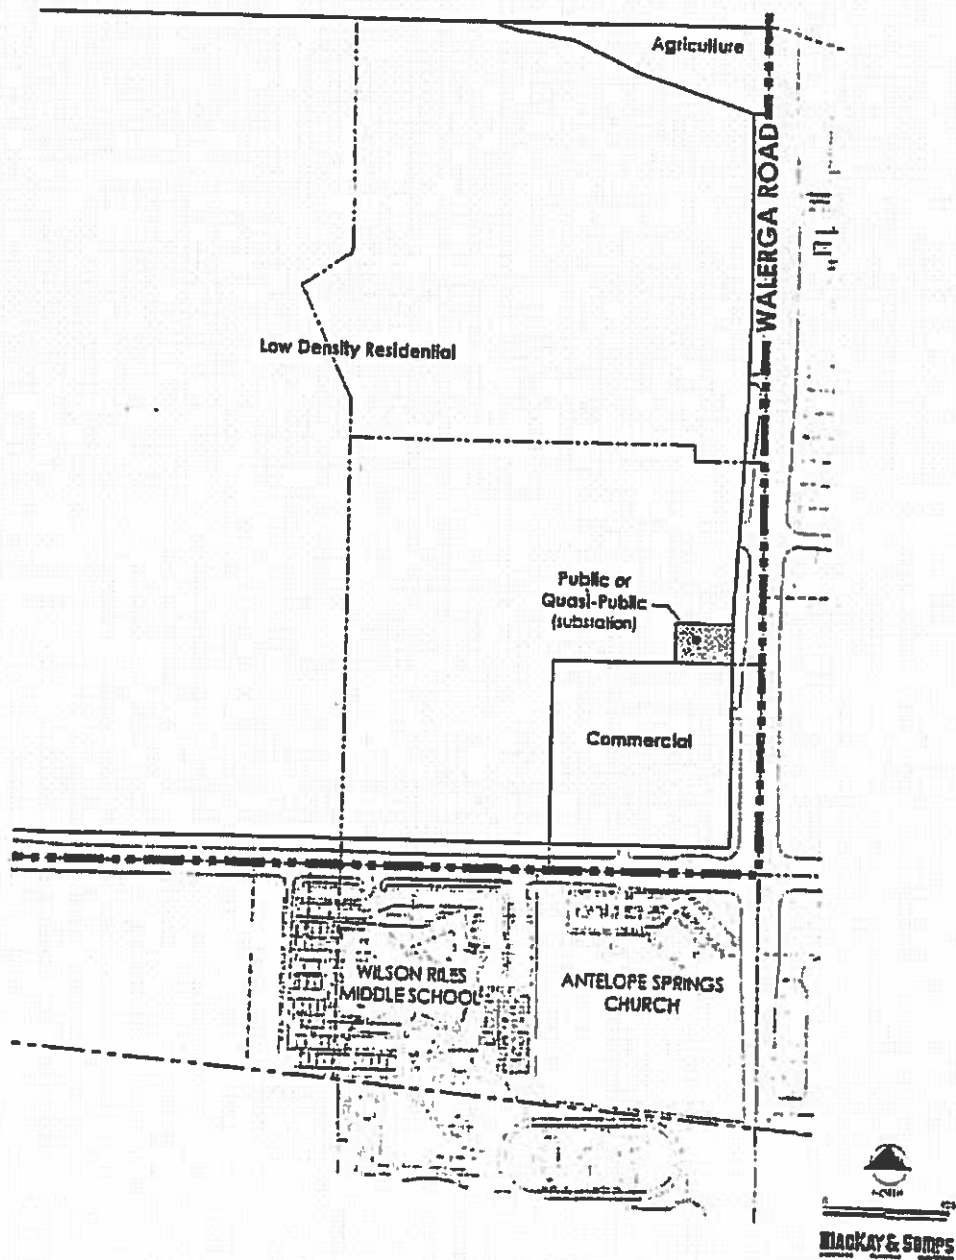 Agriculture
WALERGA ROAD
Low Density Residential
Public or
Quasi-Public
(substation)
Commercial
WILSON RILES
MIDDLE SCHOOL
ANTELOPE SPRINGS
CHURCH
MACKAY & SOMPS